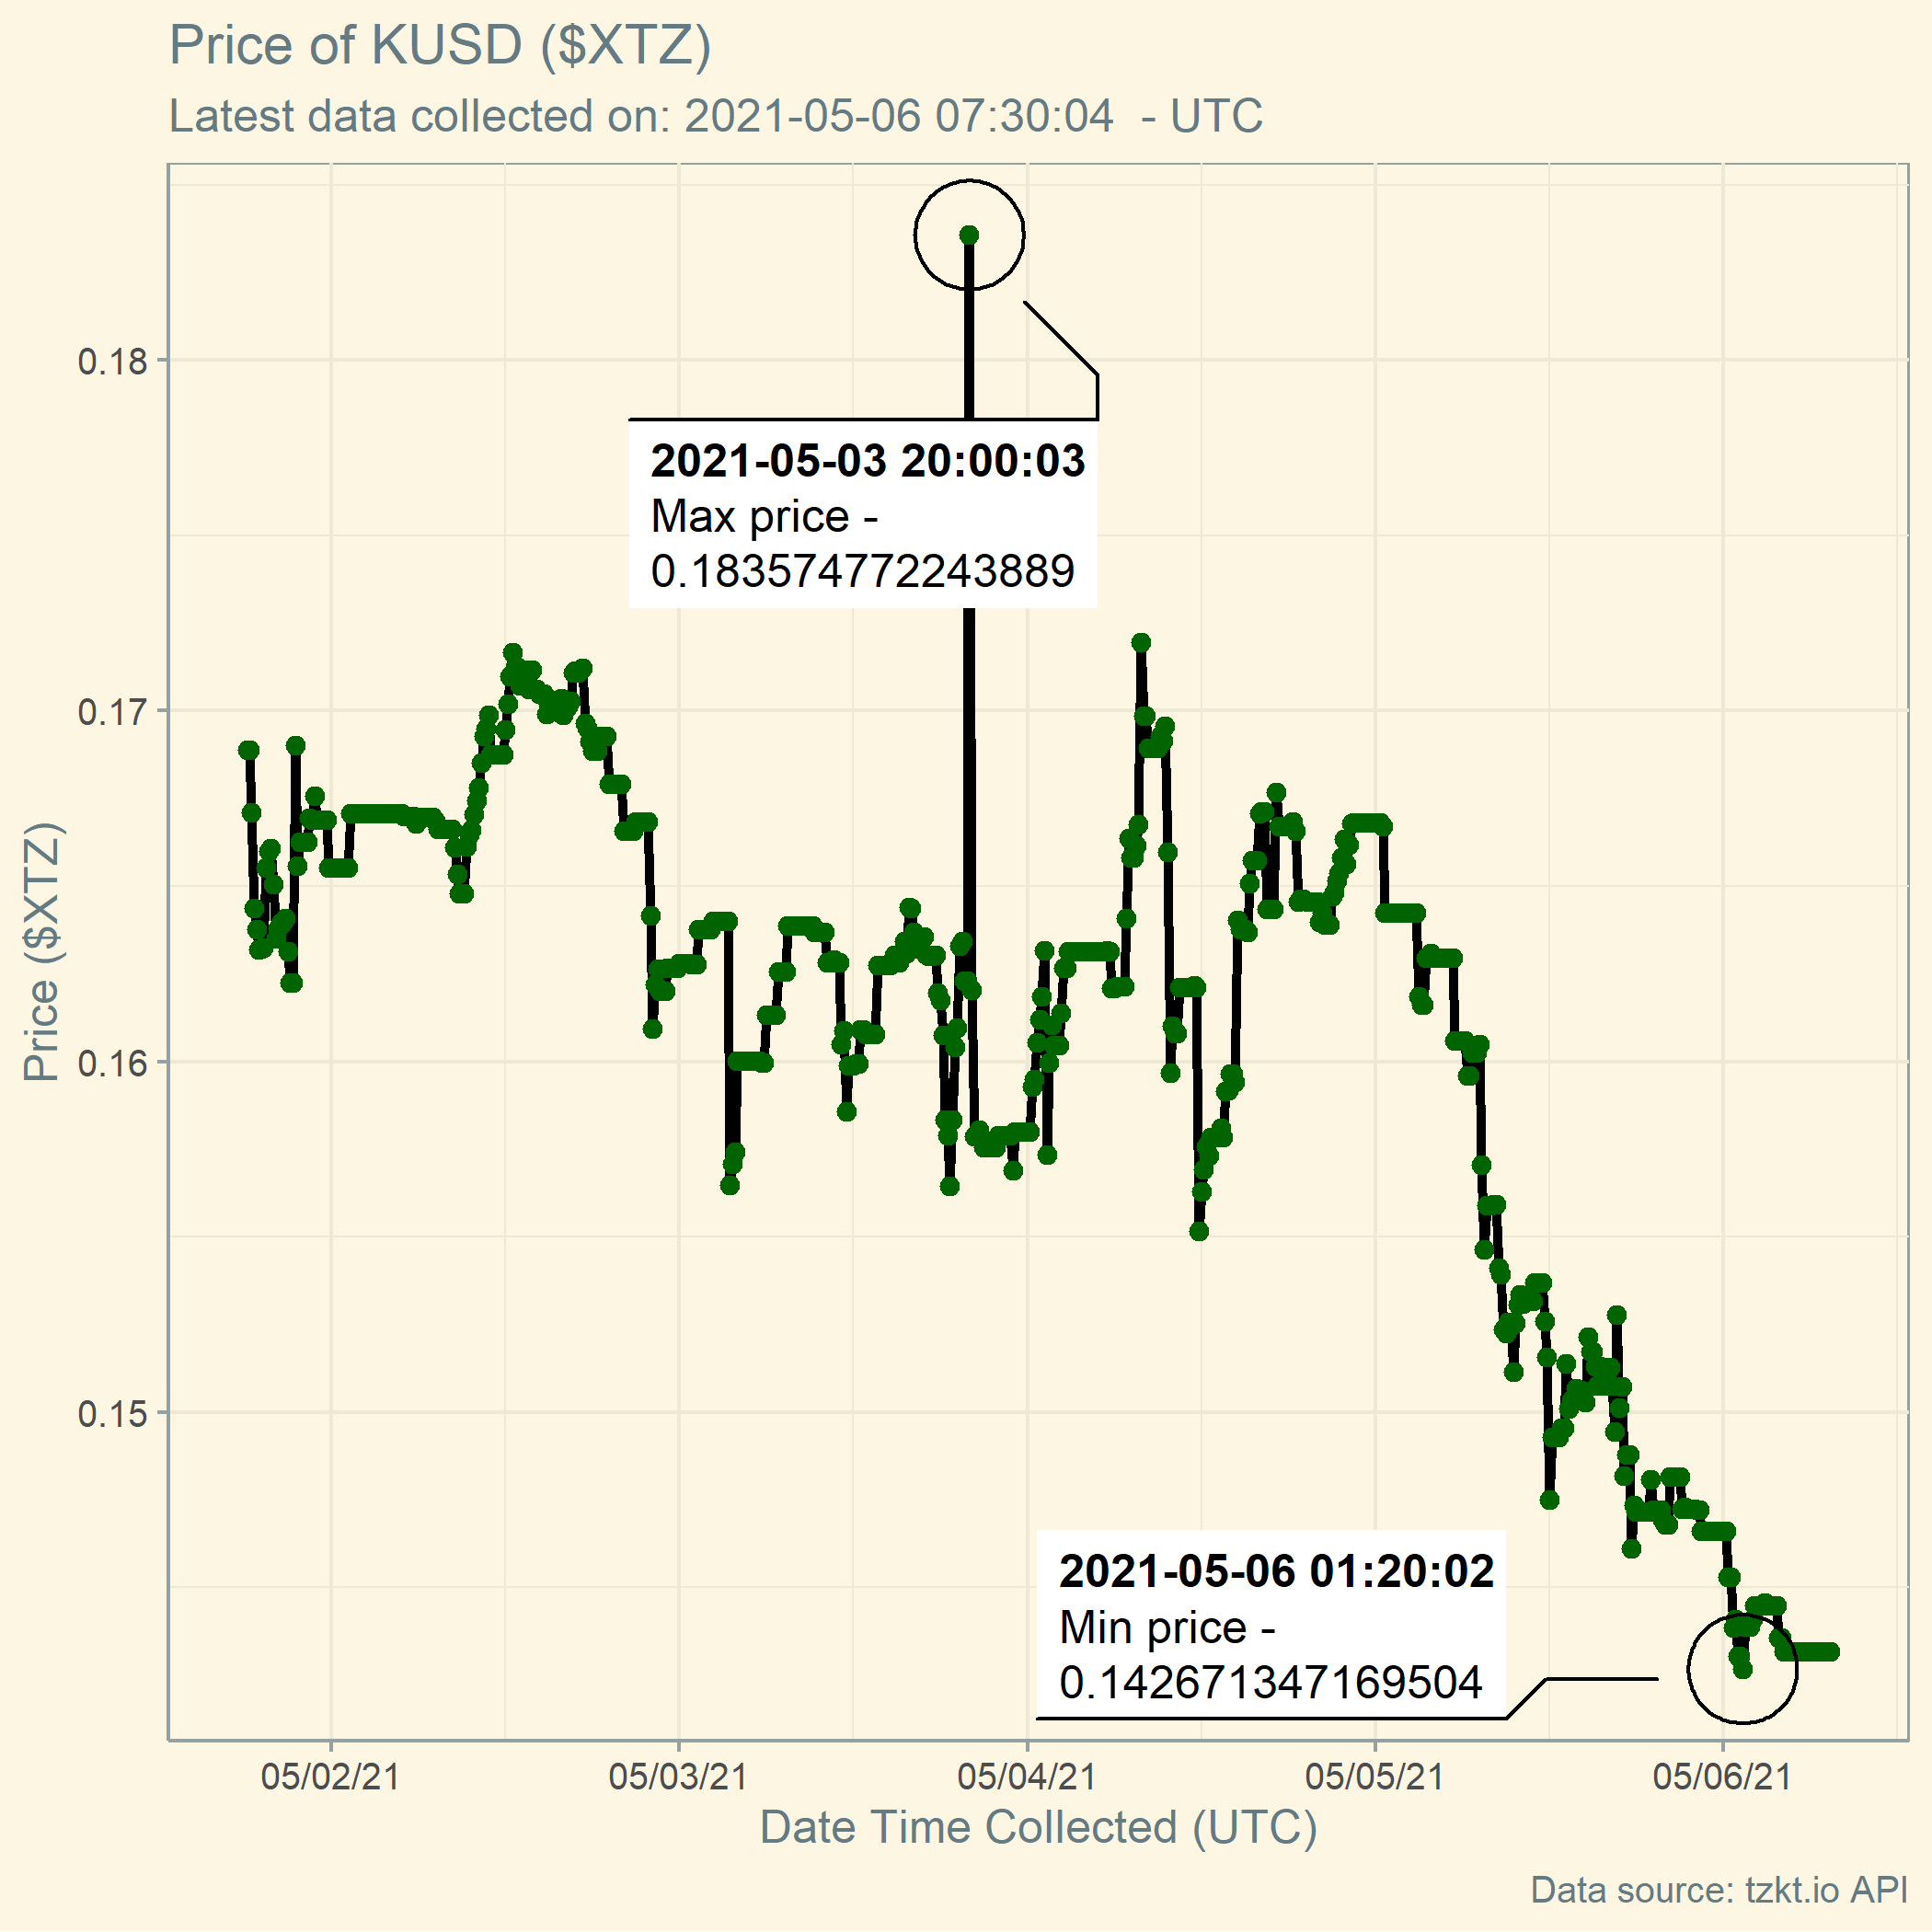 Price of KUSD ($XTZ)
Latest data collected on: 2021-05-06 07:30:04  - UTC
Price ($XTZ)
0.18
0.17
0.16
0.15
2021-05-03 20:00:03
Max price -
0.183574772243889
2021-05-06 01:20:02
Min price -
0.142671347169504
05/02/21
05/03/21
05/04/21
05/05/21
05/06/21
Date Time Collected (UTC)
Data source: tzkt.io API